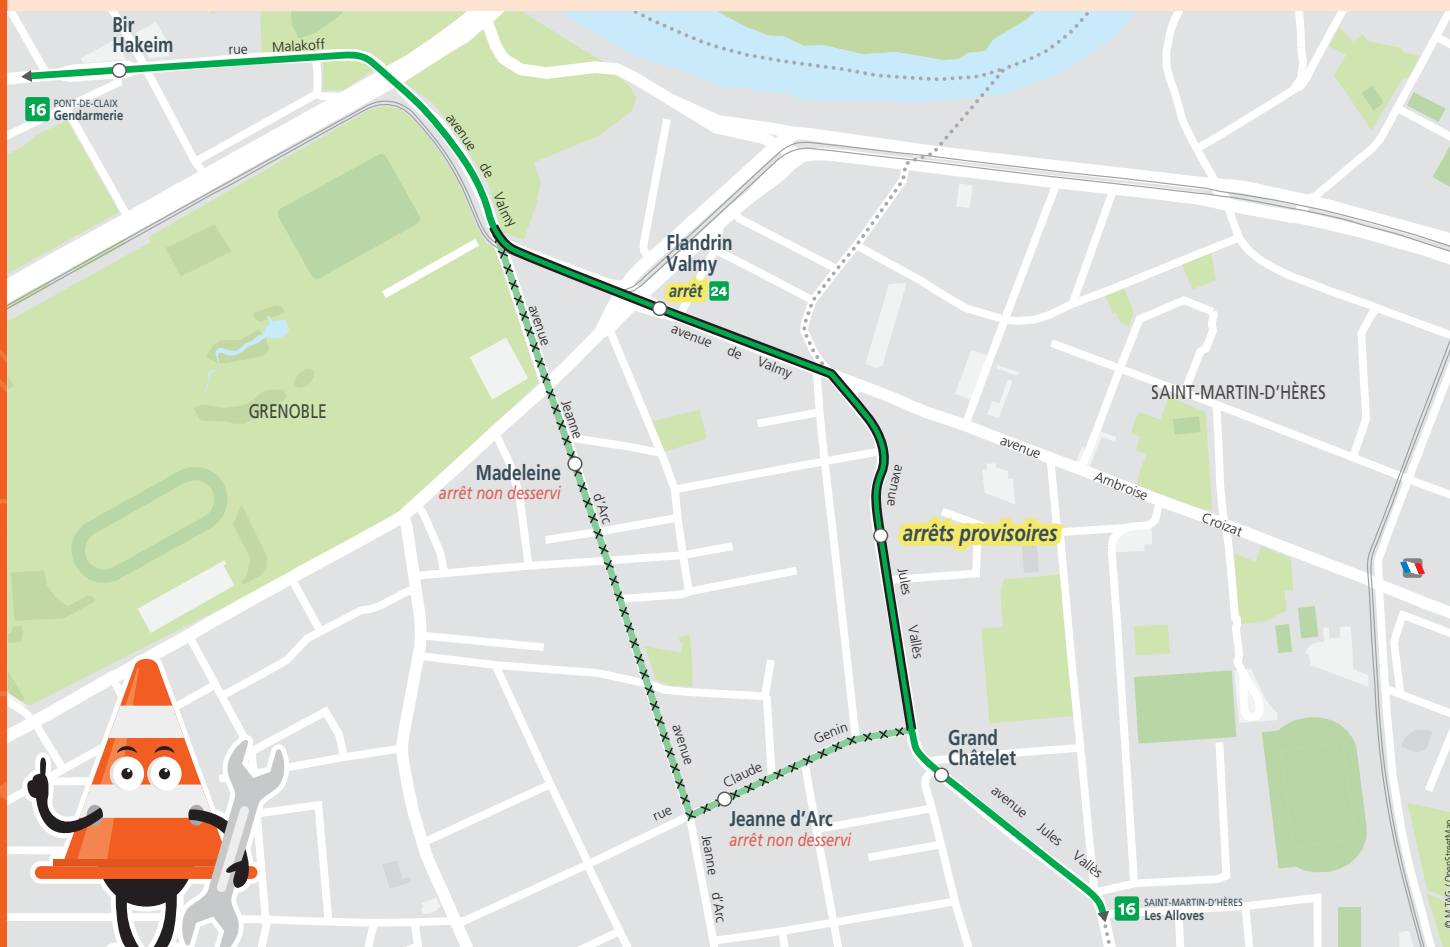 Bir
Hakeim
rue Malakoff
16 PONT-DE-CLAIX
Gendarmerie
avenue de Valmy
Flandrin
Valmy
arrêt 24
avenue de Valmy
avenue Jeanne d'Arc
GRENOBLE
SAINT-MARTIN-D'HÈRES
avenue Ambroise Croizat
Madeleine
arrêt non desservi
avenue Jules Vallès
arrêts provisoires
avenue
Jeanne d'Arc
rue Claude Genin
Grand
Châtelet
Jeanne d'Arc
arrêt non desservi
avenue Jules Vallès
16 SAINT-MARTIN-D'HÈRES
Les Alloves
© M TAG / OpenStreetMap